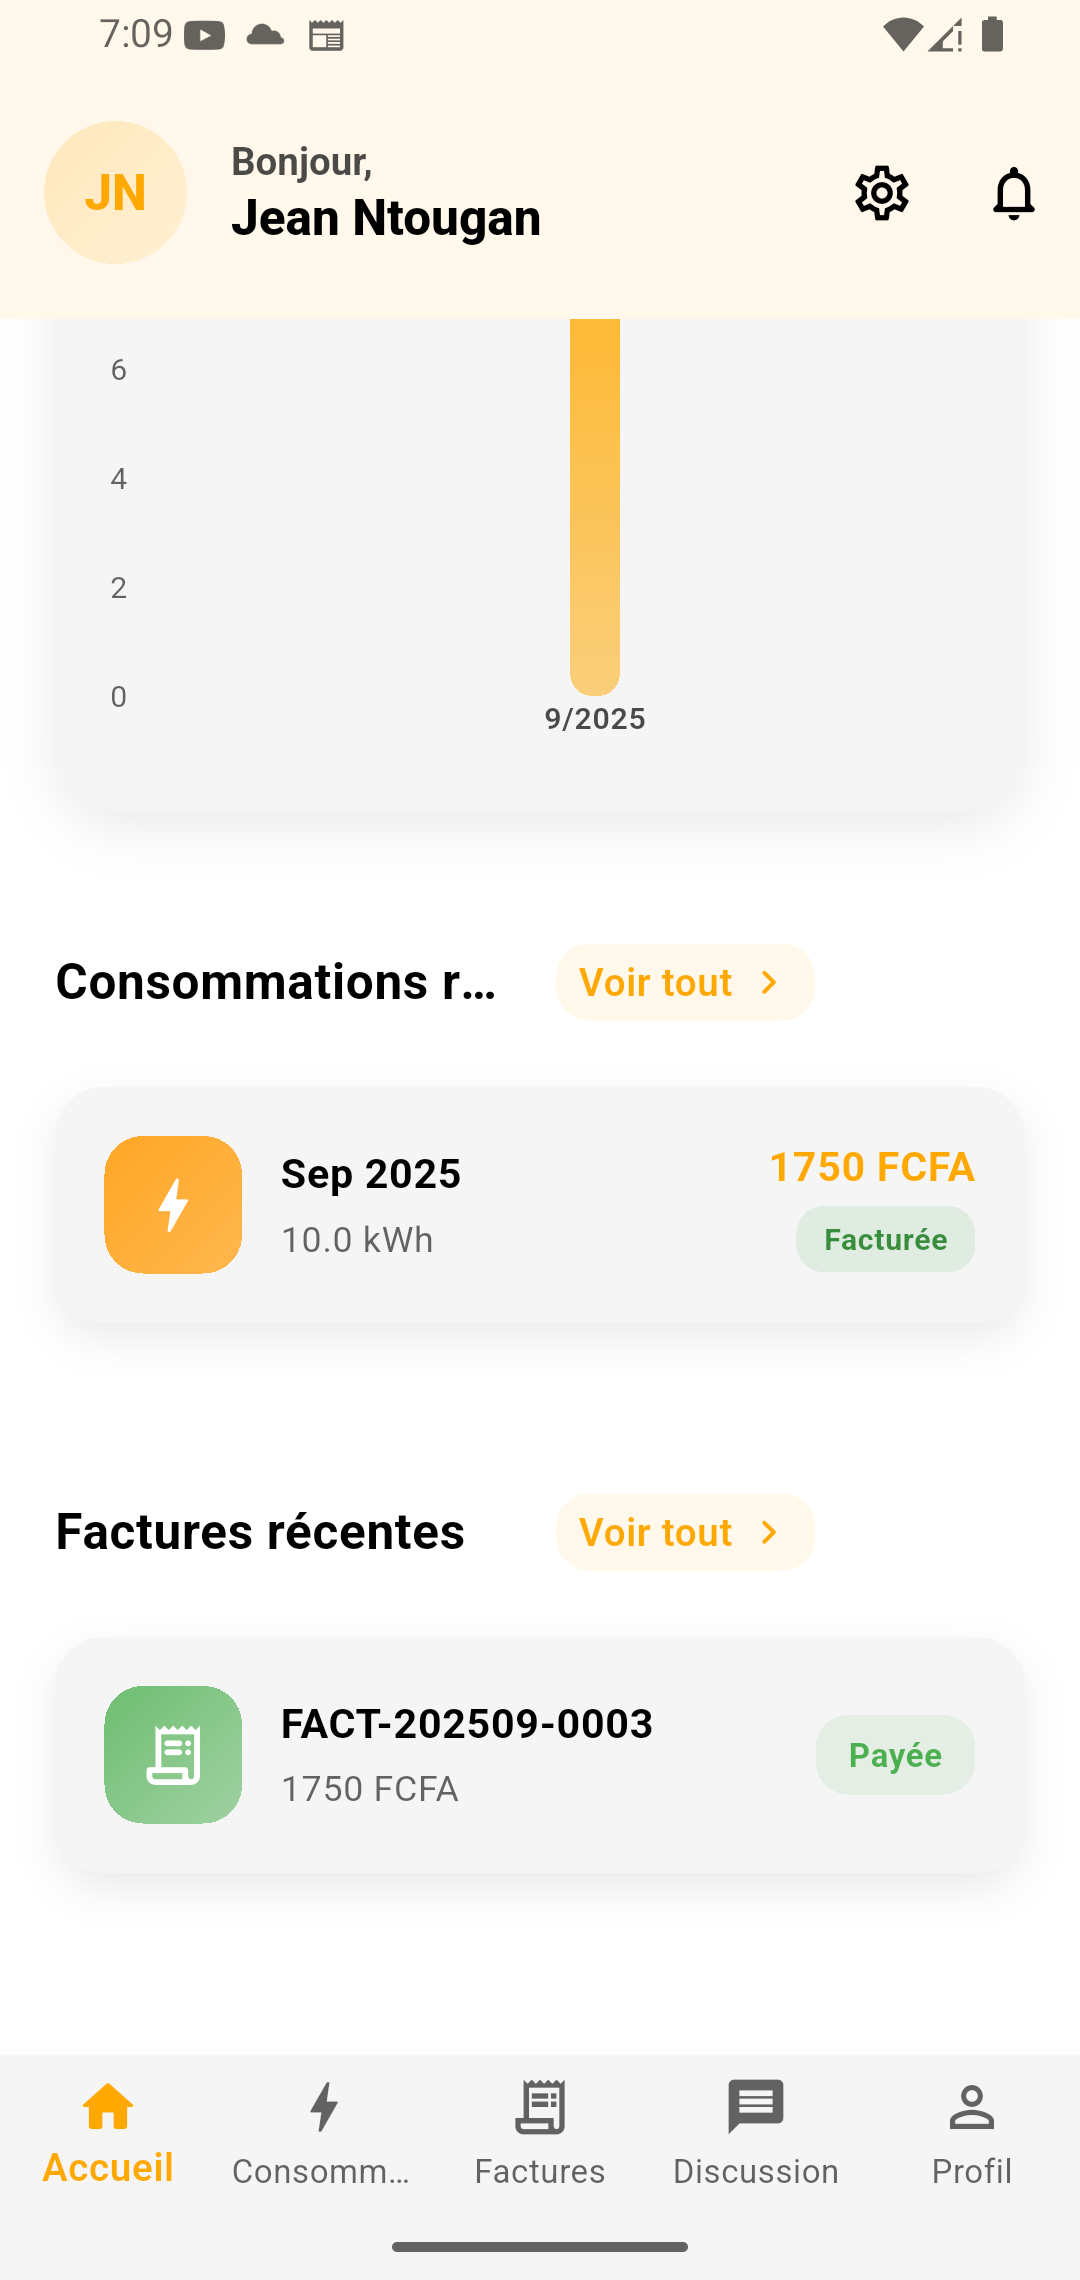 7:09
JN
Bonjour,
Jean Ntougan
6
4
2
0
9/2025
Consommations r...
Voir tout
Sep 2025
1750 FCFA
10.0 kWh
Facturée
Factures récentes
Voir tout
FACT-202509-0003
1750 FCFA
Payée
Accueil
Consomm...
Factures
Discussion
Profil